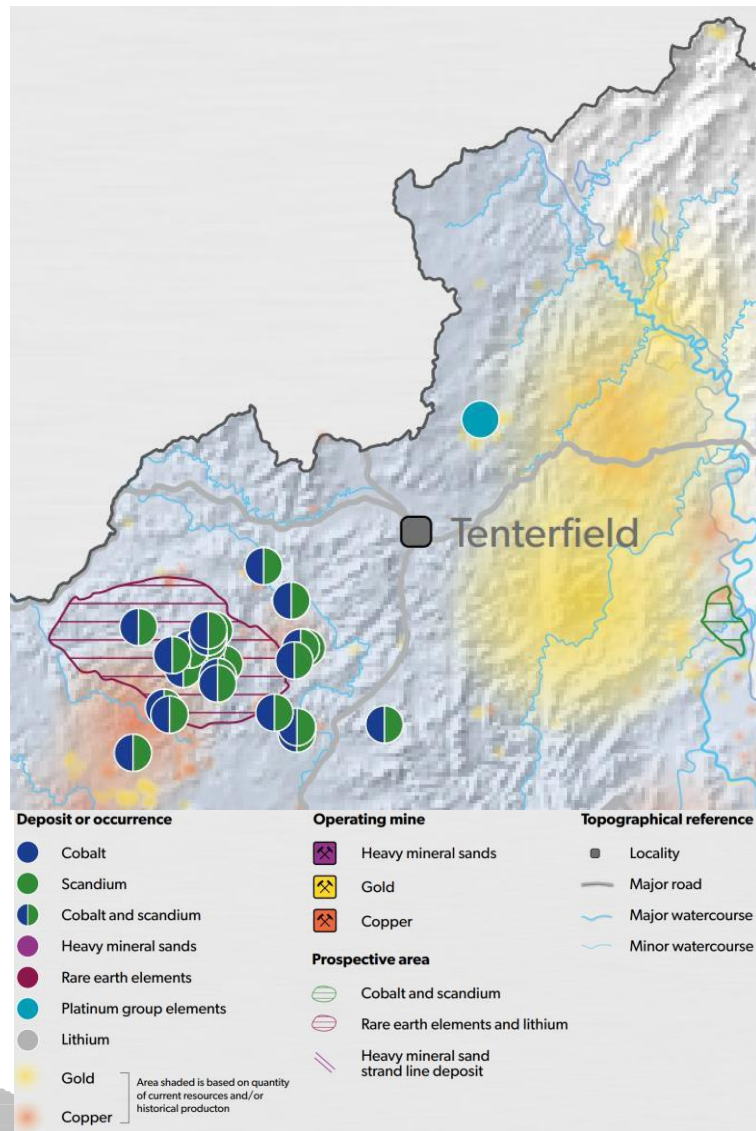 Tenterfield
Deposit or occurrence
Cobalt
Scandium
Cobalt and scandium
Heavy mineral sands
Rare earth elements
Platinum group elements
Lithium
Gold
Copper
Area shaded is based on quantity
of current resources and/or
historical producton
Operating mine
Heavy mineral sands
Gold
Copper
Prospective area
Cobalt and scandium
Rare earth elements and lithium
Heavy mineral sand
strand line deposit
Topographical reference
Locality
Major road
Major watercourse
Minor watercourse